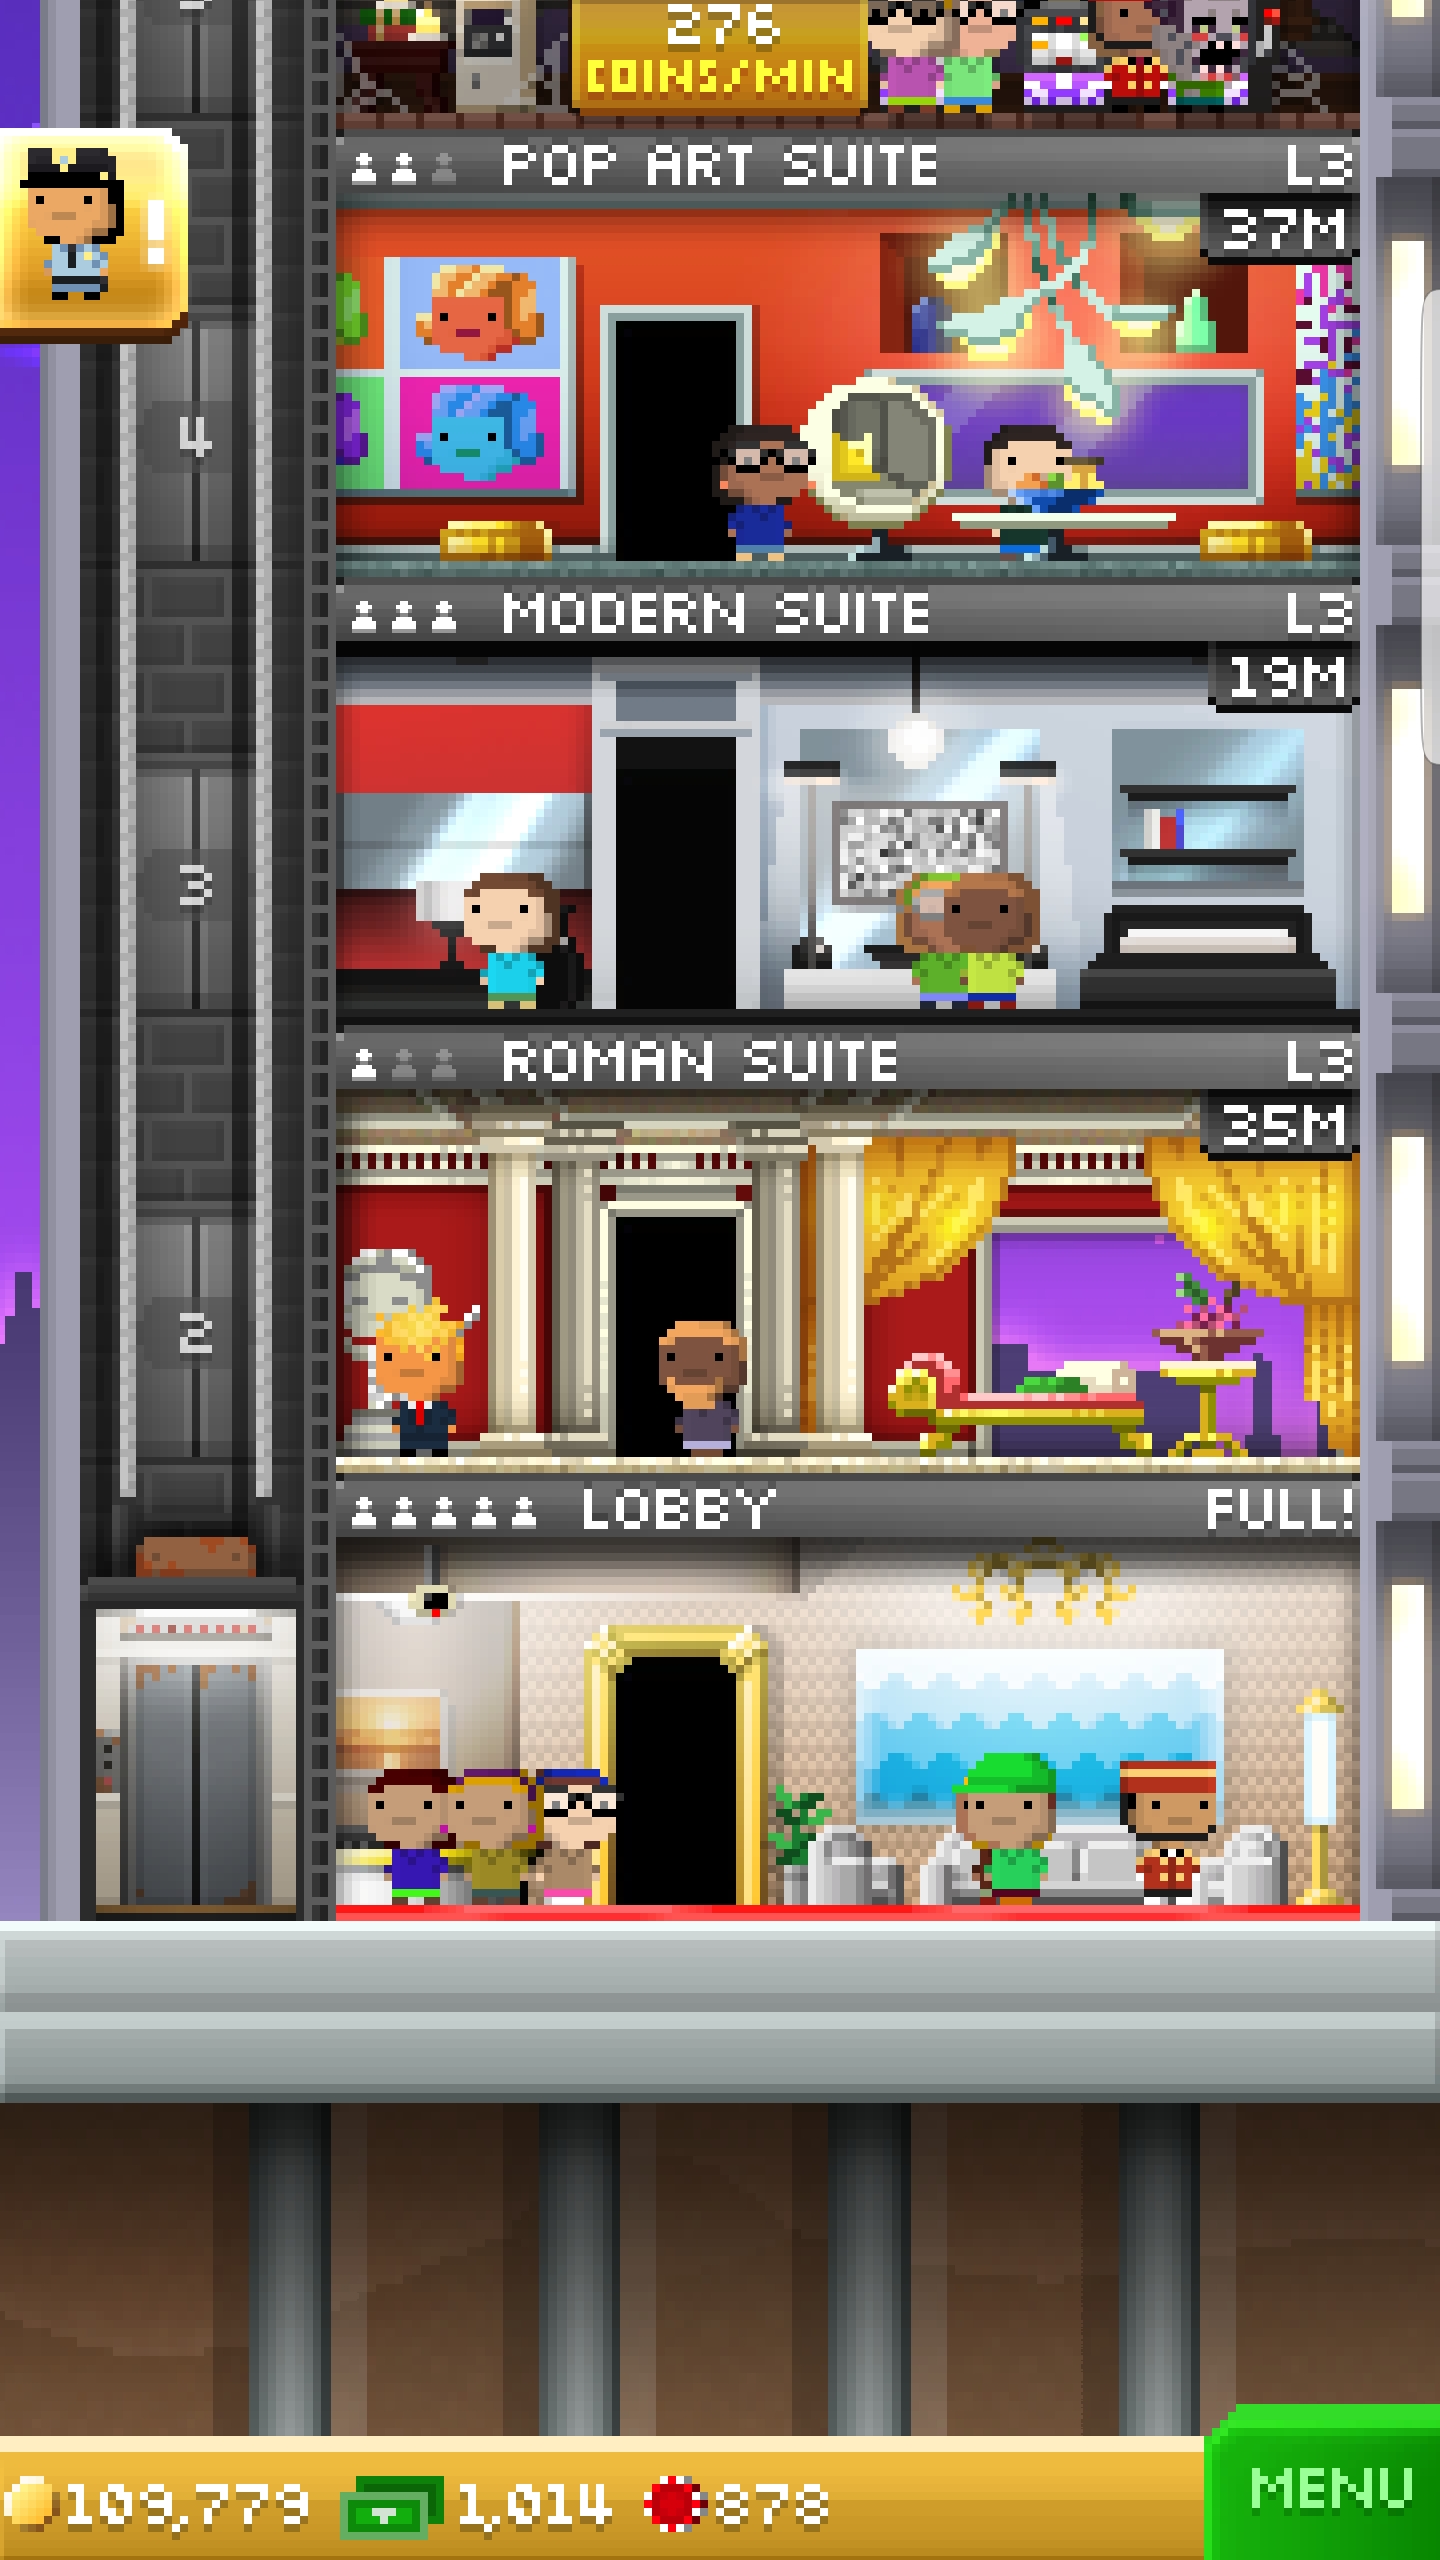 276
COINS/MIN
POP ART SUITE L3
37M
!
4
MODERN SUITE L3
19M
3
ROMAN SUITE L3
35M
2
LOBBY FULL!
109,779 1,014 878
MENU